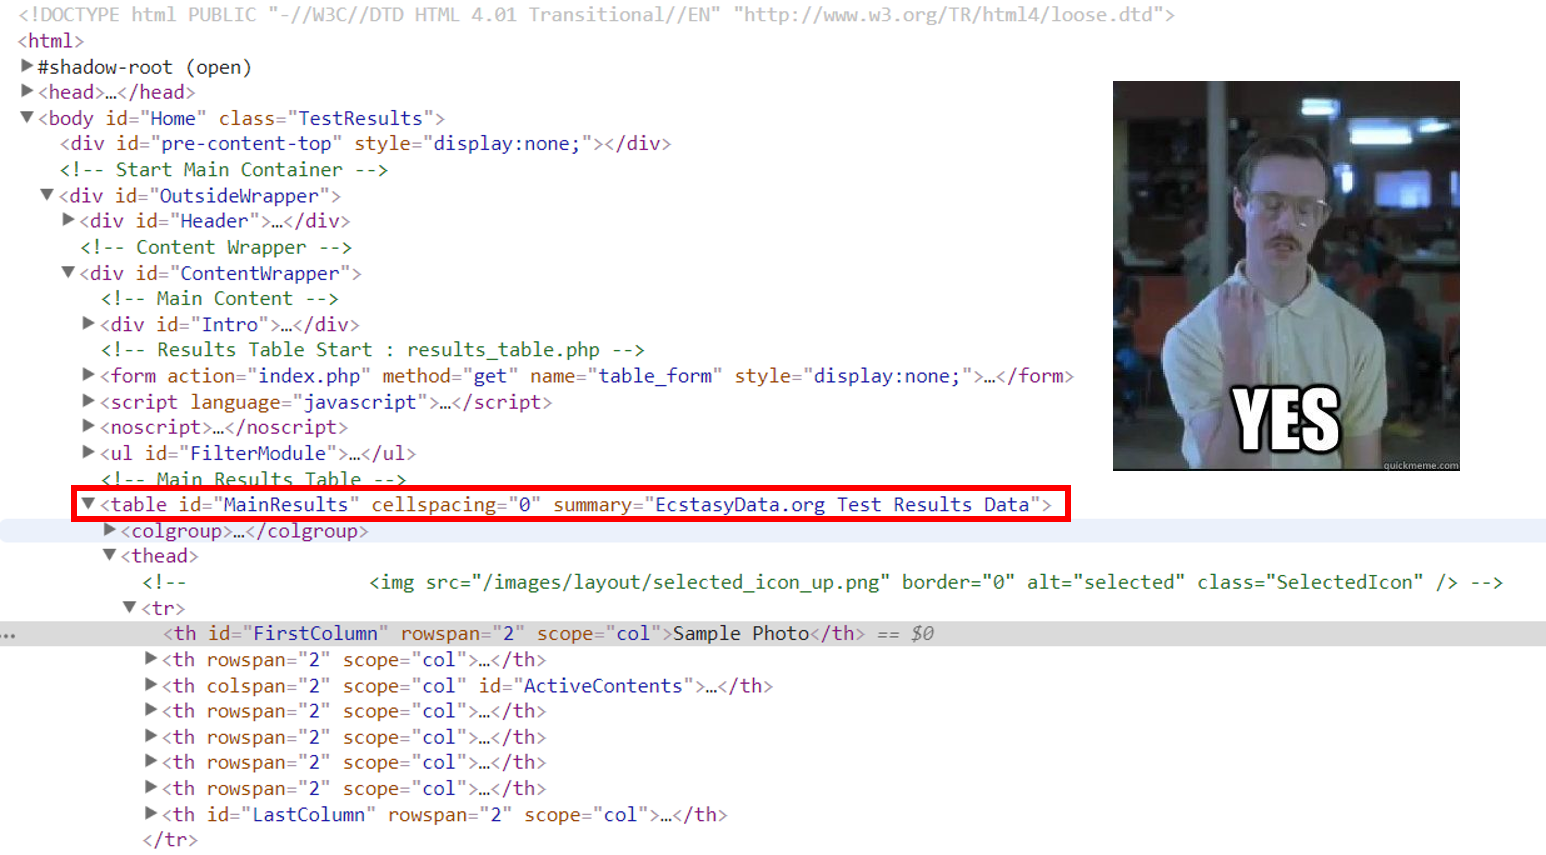 <!DOCTYPE html PUBLIC "-//W3C//DTD HTML 4.01 Transitional//EN" "http://www.w3.org/TR/html4/loose.dtd">
<html>
▶#shadow-root (open)
▶<head>…</head>
▼<body id="Home" class="TestResults">
<div id="pre-content-top" style="display:none;"></div>
<!-- Start Main Container -->
▼<div id="OutsideWrapper">
▶<div id="Header">…</div>
<!-- Content Wrapper -->
▼<div id="ContentWrapper">
<!-- Main Content -->
▶<div id="Intro">…</div>
<!-- Results Table Start : results_table.php -->
▶<form action="index.php" method="get" name="table_form" style="display:none;">…</form>
▶<script language="javascript">…</script>
▶<noscript>…</noscript>
▶<ul id="FilterModule">…</ul>
<!-- Main Results Table -->
▼<table id="MainResults" cellspacing="0" summary="EcstasyData.org Test Results Data">
▶<colgroup>…</colgroup>
▼<thead>
<!-- <img src="/images/layout/selected_icon_up.png" border="0" alt="selected" class="SelectedIcon" /> -->
▼<tr>
... <th id="FirstColumn" rowspan="2" scope="col">Sample Photo</th> == $0
▶<th rowspan="2" scope="col">…</th>
▶<th colspan="2" scope="col" id="ActiveContents">…</th>
▶<th rowspan="2" scope="col">…</th>
▶<th rowspan="2" scope="col">…</th>
▶<th rowspan="2" scope="col">…</th>
▶<th rowspan="2" scope="col">…</th>
▶<th id="LastColumn" rowspan="2" scope="col">…</th>
</tr>
YES
quickmeme.com